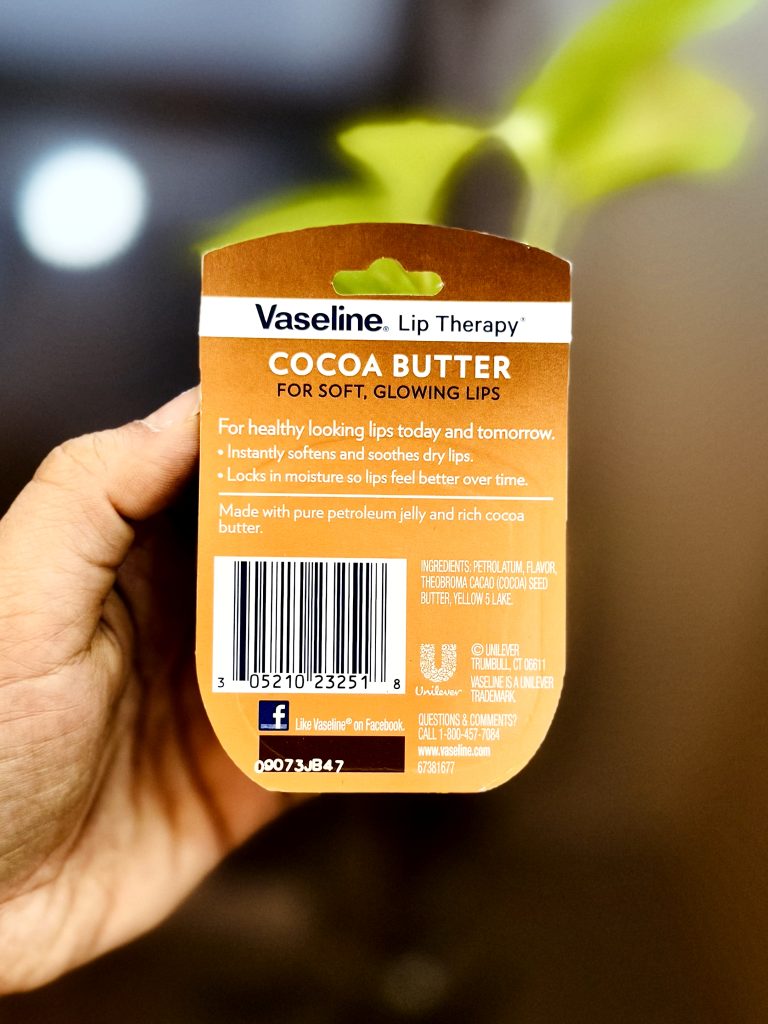 Vaseline® Lip Therapy®
COCOA BUTTER
FOR SOFT, GLOWING LIPS
For healthy looking lips today and tomorrow.
• Instantly softens and soothes dry lips.
• Locks in moisture so lips feel better over time.
Made with pure petroleum jelly and rich cocoa
butter.
INGREDIENTS: PETROLATUM, FLAVOR,
THEOBROMA CACAO (COCOA) SEED
BUTTER, YELLOW 5 LAKE.
3 05210 23251 8
Unilever
© UNILEVER
TRUMBULL, CT 06611
VASELINE IS A UNILEVER
TRADEMARK.
f Like Vaseline® on Facebook.
09073JB47
QUESTIONS & COMMENTS?
CALL 1-800-457-7084
www.vaseline.com
67381677